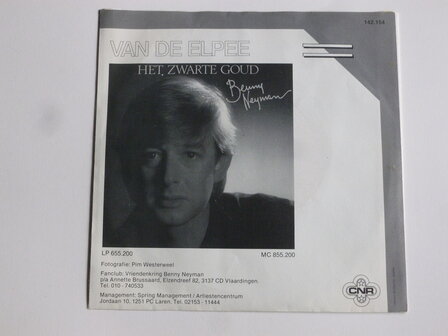 142.154
VAN DE ELPEE
HET ZWARTE GOUD
Benny
Neyman
LP 655.200 MC 855.200
Fotografie: Pim Westerweel
Fanclub: Vriendenkring Benny Neyman
p/a Annette Brussaard, Elzendreef 82, 3137 CD Vlaardingen.
Tel. 010 - 740533
Management: Spring Management / Artiestencentrum
Jordaan 10, 1251 PC Laren, Tel. 02153 - 11444
CNR